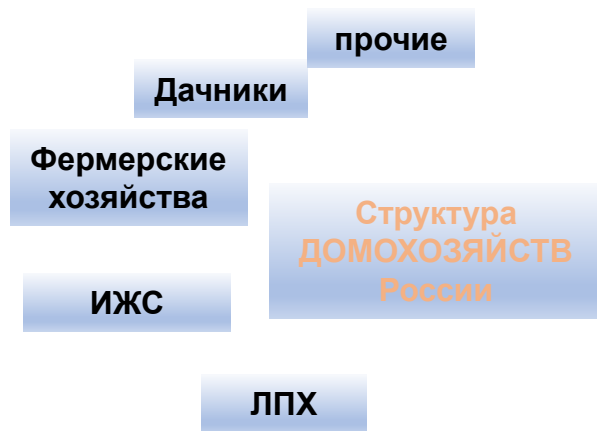 прочие
Дачники
Фермерские
хозяйства
Структура
ДОМОХОЗЯЙСТВ
России
ИЖС
ЛПХ